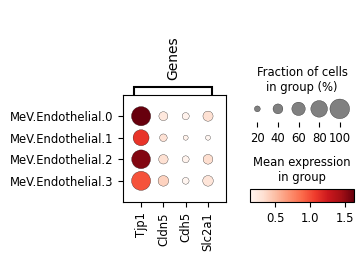 Genes
MeV.Endothelial.0
MeV.Endothelial.1
MeV.Endothelial.2
MeV.Endothelial.3
Tjp1
Cldn5
Cdh5
Slc2a1
Fraction of cells
in group (%)
20 40 60 80 100
Mean expression
in group
0.5 1.0 1.5